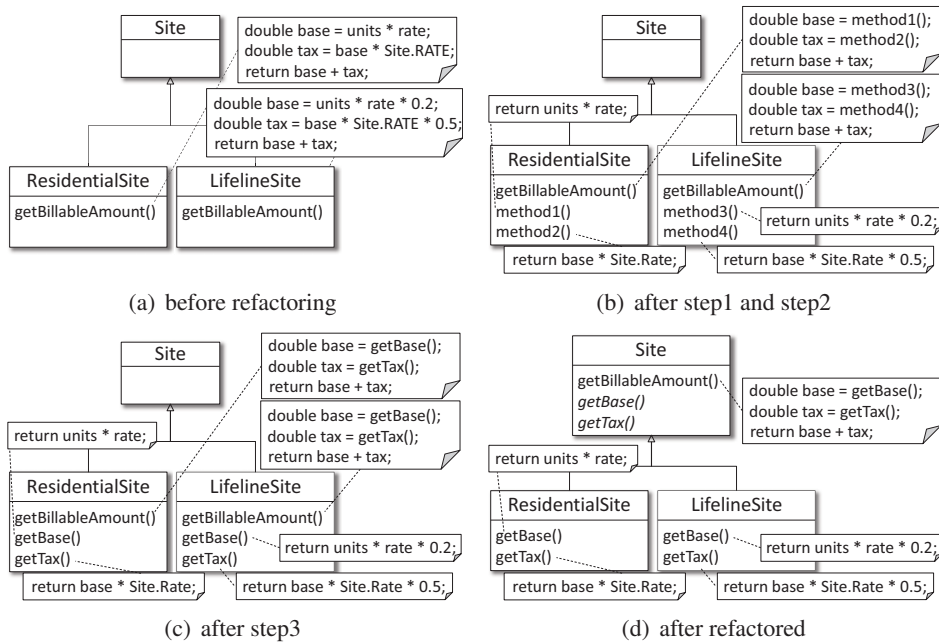 Site
double base = units * rate;
double tax = base * Site.RATE;
return base + tax;
double base = units * rate * 0.2;
double tax = base * Site.RATE * 0.5;
return base + tax;
ResidentialSite
getBillableAmount()
LifelineSite
getBillableAmount()
(a) before refactoring
Site
double base = method1();
double tax = method2();
return base + tax;
double base = method3();
double tax = method4();
return base + tax;
return units * rate;
ResidentialSite
getBillableAmount()
method1()
method2()
LifelineSite
getBillableAmount()
method3()
method4()
return units * rate * 0.2;
return base * Site.Rate;
return base * Site.Rate * 0.5;
(b) after step1 and step2
Site
double base = getBase();
double tax = getTax();
return base + tax;
double base = getBase();
double tax = getTax();
return base + tax;
return units * rate;
ResidentialSite
getBillableAmount()
getBase()
getTax()
LifelineSite
getBillableAmount()
getBase()
getTax()
return units * rate * 0.2;
return base * Site.Rate;
return base * Site.Rate * 0.5;
(c) after step3
Site
getBillableAmount()
getBase()
getTax()
double base = getBase();
double tax = getTax();
return base + tax;
return units * rate;
ResidentialSite
getBase()
getTax()
LifelineSite
getBase()
getTax()
return units * rate * 0.2;
return base * Site.Rate;
return base * Site.Rate * 0.5;
(d) after refactored